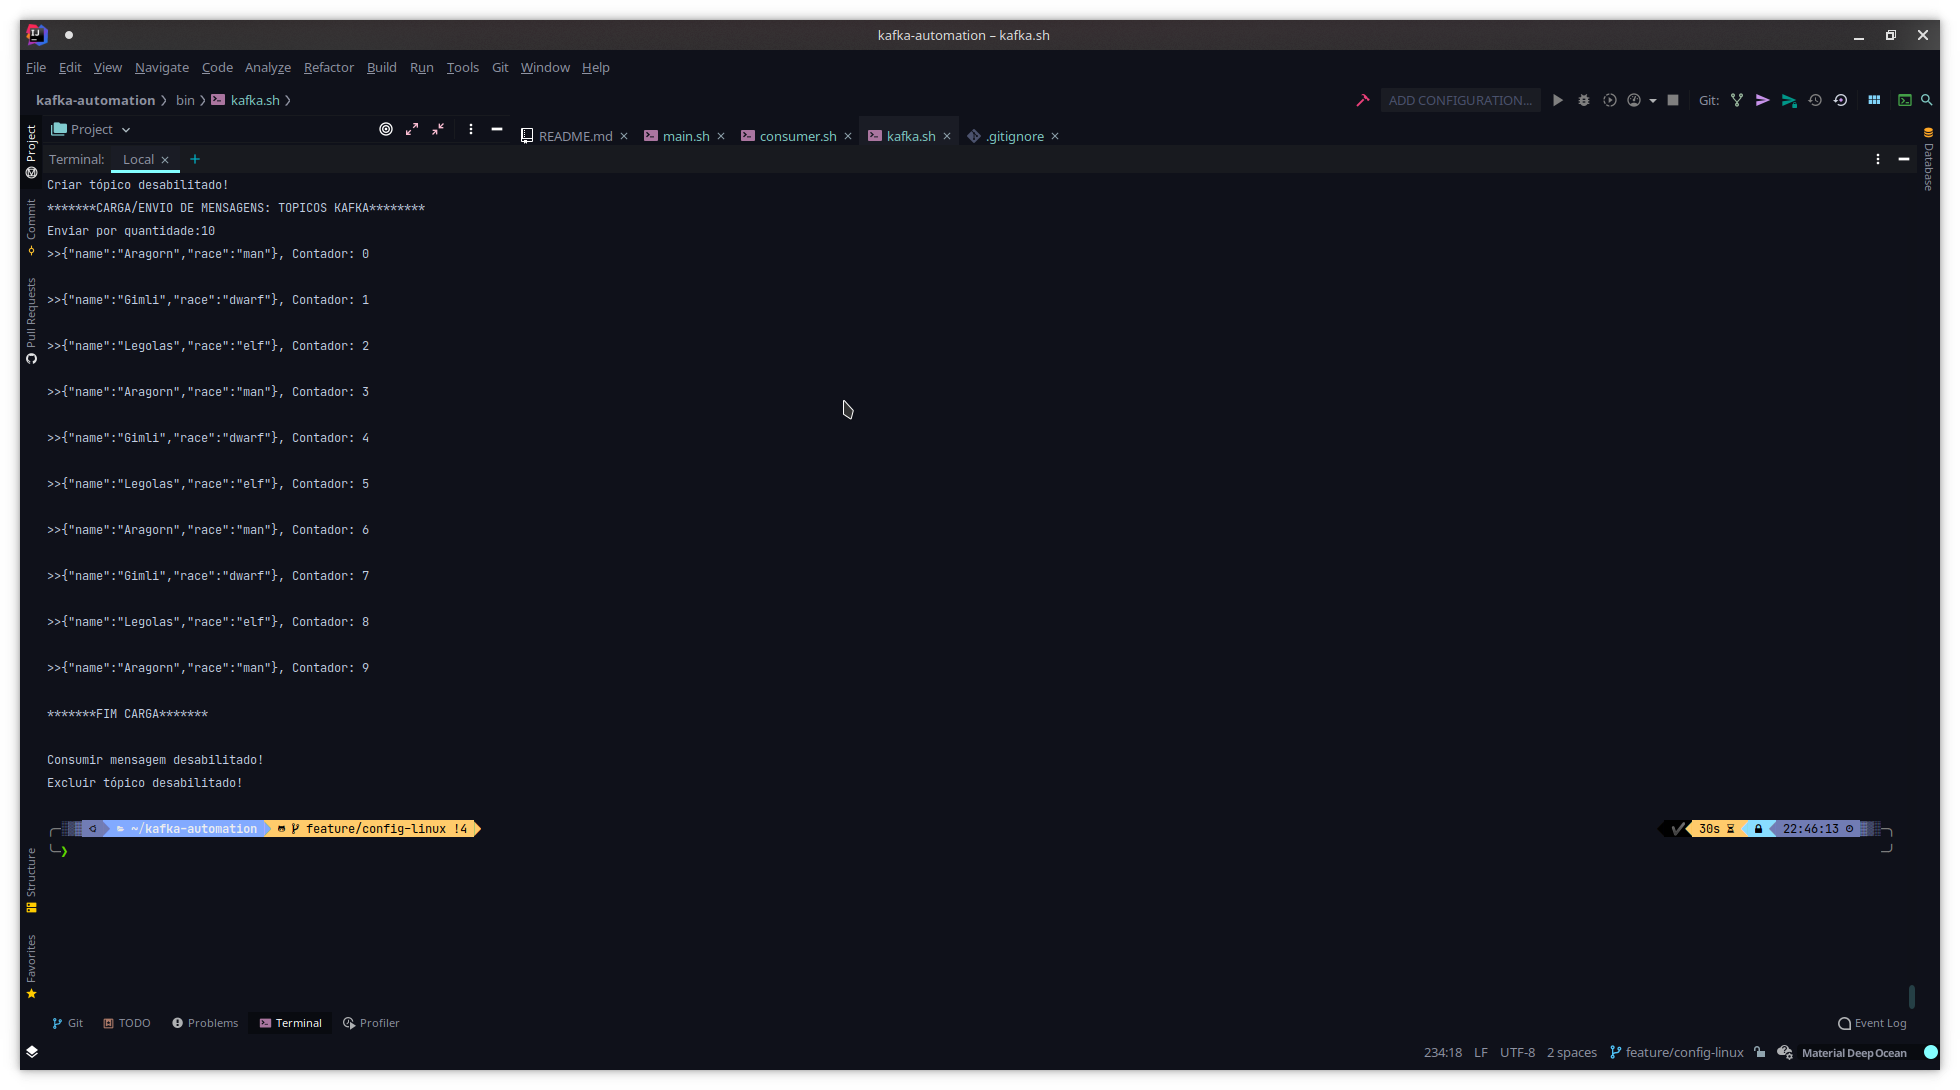 kafka-automation – kafka.sh
File Edit View Navigate Code Analyze Refactor Build Run Tools Git Window Help
kafka-automation bin kafka.sh
ADD CONFIGURATION...
Git:
Project
README.md main.sh consumer.sh kafka.sh .gitignore
Terminal: Local +
Project
Commit
Pull Requests
Structure
Favorites
Database
Criar tópico desabilitado!
*******CARGA/ENVIO DE MENSAGENS: TOPICOS KAFKA********
Enviar por quantidade:10
>>{"name":"Aragorn","race":"man"}, Contador: 0
>>{"name":"Gimli","race":"dwarf"}, Contador: 1
>>{"name":"Legolas","race":"elf"}, Contador: 2
>>{"name":"Aragorn","race":"man"}, Contador: 3
>>{"name":"Gimli","race":"dwarf"}, Contador: 4
>>{"name":"Legolas","race":"elf"}, Contador: 5
>>{"name":"Aragorn","race":"man"}, Contador: 6
>>{"name":"Gimli","race":"dwarf"}, Contador: 7
>>{"name":"Legolas","race":"elf"}, Contador: 8
>>{"name":"Aragorn","race":"man"}, Contador: 9
*******FIM CARGA*******
Consumir mensagem desabilitado!
Excluir tópico desabilitado!
~/kafka-automation feature/config-linux !4 30s 22:46:13
Git TODO Problems Terminal Profiler Event Log
234:18 LF UTF-8 2 spaces feature/config-linux Material Deep Ocean